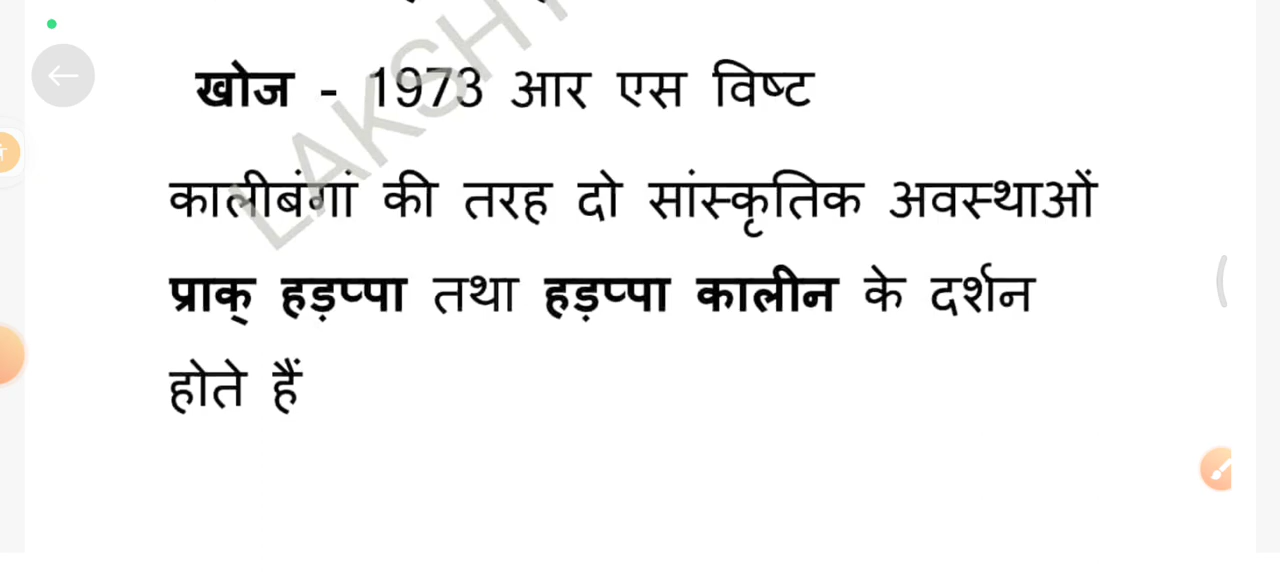 खोज - 1973 आर एस विष्ट
कालीबंगां की तरह दो सांस्कृतिक अवस्थाओं
प्राक् हड़प्पा तथा हड़प्पा कालीन के दर्शन
होते हैं